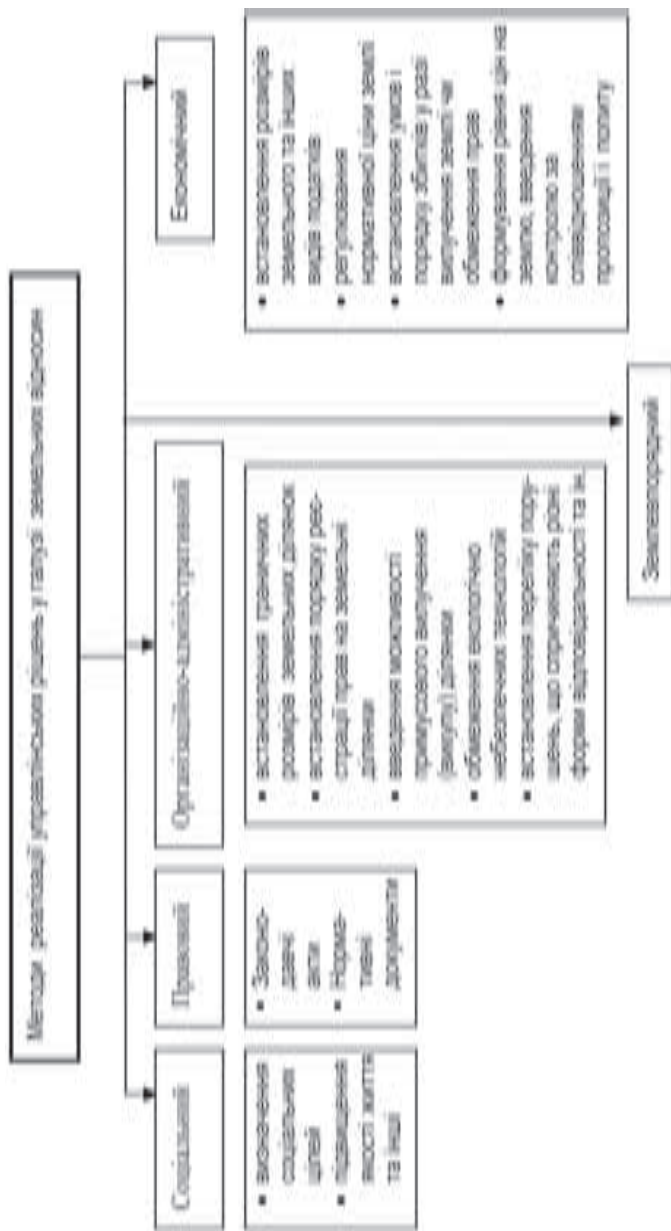 Методи реалізації управлінських рішень у галузі земельних відносин
Соціальний
Правовий
Організаційно-адміністративний
Економічний
• визначення
соціальних
цілей
• підвищення
якості життя
та інші
• Законо-
давчі
акти
• Норма-
тивні
документи
• встановлення граничних
розмірів земельних ділянок
• встановлення порядку реє-
страції прав на земельні
ділянки
• введення можливості
примусового вилучення
(викупу) ділянки
• обмеження екологічно
небезпечних технологій
• встановлення переліку пору-
шень, що спричиняють різні
форми відповідальності та ін.
• встановлення розмірів
земельного та інших
видів податків
• регулювання
нормативної ціни землі
• встановлення умов і
порядку збитків у разі
вилучення землі чи
обмеження прав
• формування рівня цін на
землю, введення
контролю за
співвідношенням
пропозиції і попиту
Землевпорядний